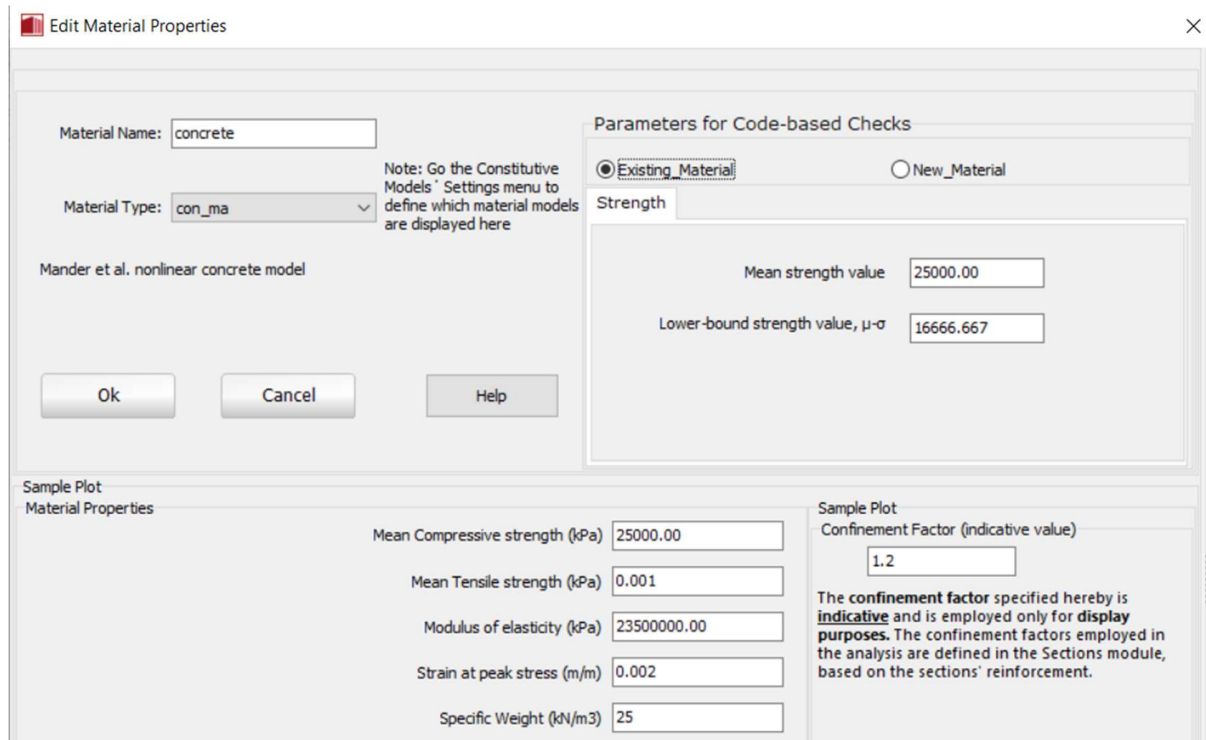 Edit Material Properties
Material Name: concrete
Material Type: con_ma
Note: Go the Constitutive
Models` Settings menu to
define which material models
are displayed here
Mander et al. nonlinear concrete model
Ok Cancel Help
Parameters for Code-based Checks
Existing_Material New_Material
Strength
Mean strength value 25000.00
Lower-bound strength value, μ-σ 16666.667
Sample Plot
Material Properties
Mean Compressive strength (kPa) 25000.00
Mean Tensile strength (kPa) 0.001
Modulus of elasticity (kPa) 23500000.00
Strain at peak stress (m/m) 0.002
Specific Weight (kN/m3) 25
Sample Plot
Confinement Factor (indicative value)
1.2
The confinement factor specified hereby is
indicative and is employed only for display
purposes. The confinement factors employed in
the analysis are defined in the Sections module,
based on the sections' reinforcement.